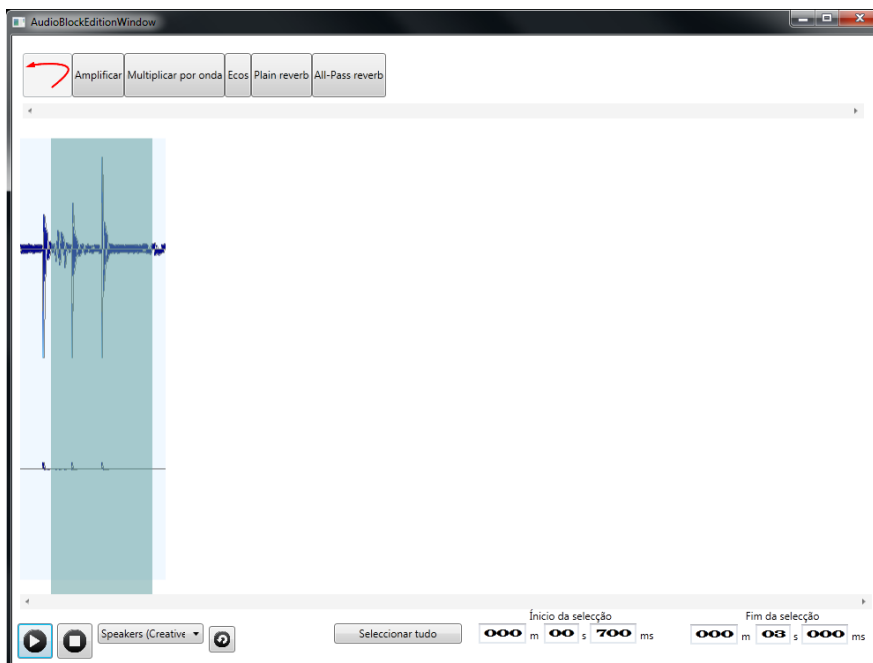 AudioBlockEditionWindow
Amplificar Multiplicar por onda Ecos Plain reverb All-Pass reverb
Ínicio da selecção Fim da selecção
Speakers (Creative Seleccionar tudo 000 m 00 s 700 ms 000 m 03 s 000 ms